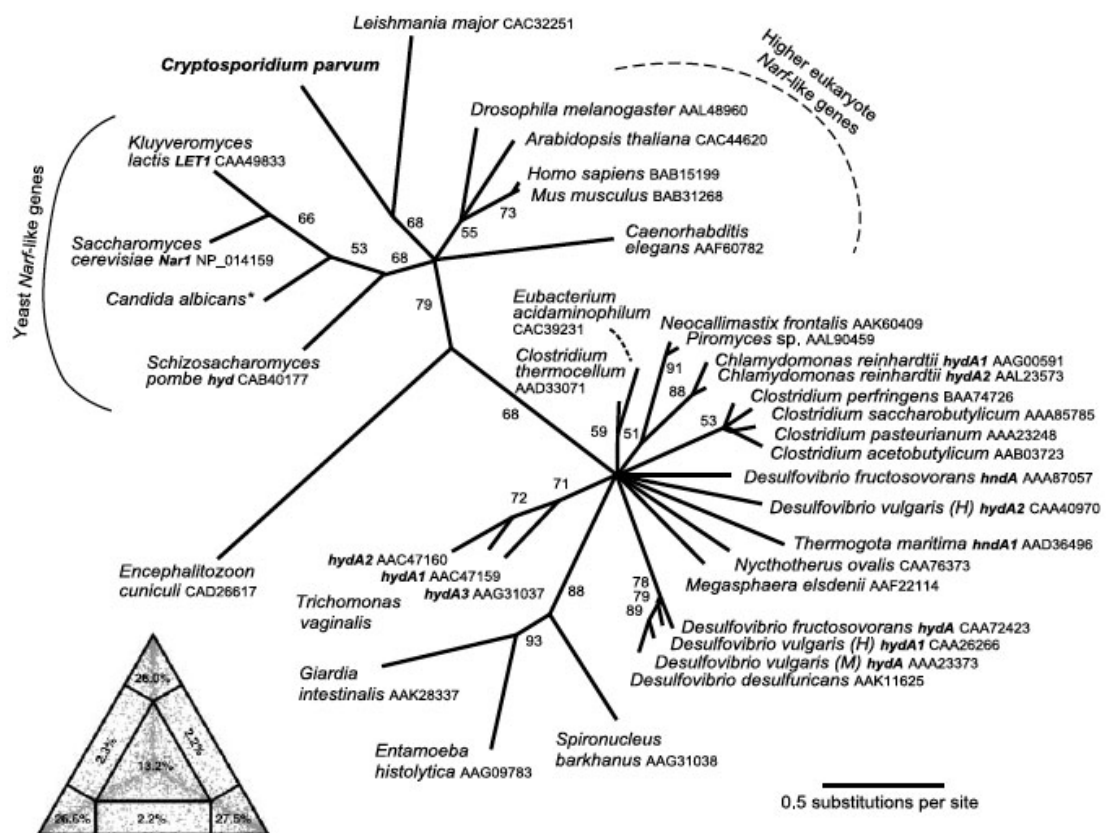 Leishmania major CAC32251
Cryptosporidium parvum
Higher eukaryote
Narf-like genes
Drosophila melanogaster AAL48960
Arabidopsis thaliana CAC44620
Homo sapiens BAB15199
Mus musculus BAB31268
Caenorhabditis
elegans AAF60782
Yeast Narf-like genes
Kluyveromyces
lactis LET1 CAA49833
Saccharomyces
cerevisiae Nar1 NP_014159
Candida albicans*
Schizosacharomyces
pombe hyd CAB40177
66
53
68
68
55
73
79
68
Eubacterium
acidaminophilum
CAC39231
Clostridium
thermocellum
AAD33071
Neocallimastix frontalis AAK60409
Piromyces sp, AAL90459
Chlamydomonas reinhardtii hydA1 AAG00591
Chlamydomonas reinhardtii hydA2 AAL23573
Clostridium perfringens BAA74726
Clostridium saccharobutylicum AAA85785
Clostridium pasteurianum AAA23248
Clostridium acetobutylicum AAB03723
91
88
53
59
51
Desulfovibrio fructosovorans hndA AAA87057
Desulfovibrio vulgaris (H) hydA2 CAA40970
Thermogota maritima hndA1 AAD36496
Nycthotherus ovalis CAA76373
Megasphaera elsdenii AAF22114
78
79
89
Desulfovibrio fructosovorans hydA CAA72423
Desulfovibrio vulgaris (H) hydA1 CAA26266
Desulfovibrio vulgaris (M) hydA AAA23373
Desulfovibrio desulfuricans AAK11625
71
72
hydA2 AAC47160
hydA1 AAC47159
hydA3 AAG31037
Trichomonas
vaginalis
Encephalitozoon
cuniculi CAD26617
88
93
Giardia
intestinalis AAK28337
Entamoeba
histolytica AAG09783
Spironucleus
barkhanus AAG31038
2.3%
2.2%
13.2%
2.2%
27.5%
0.5 substitutions per site